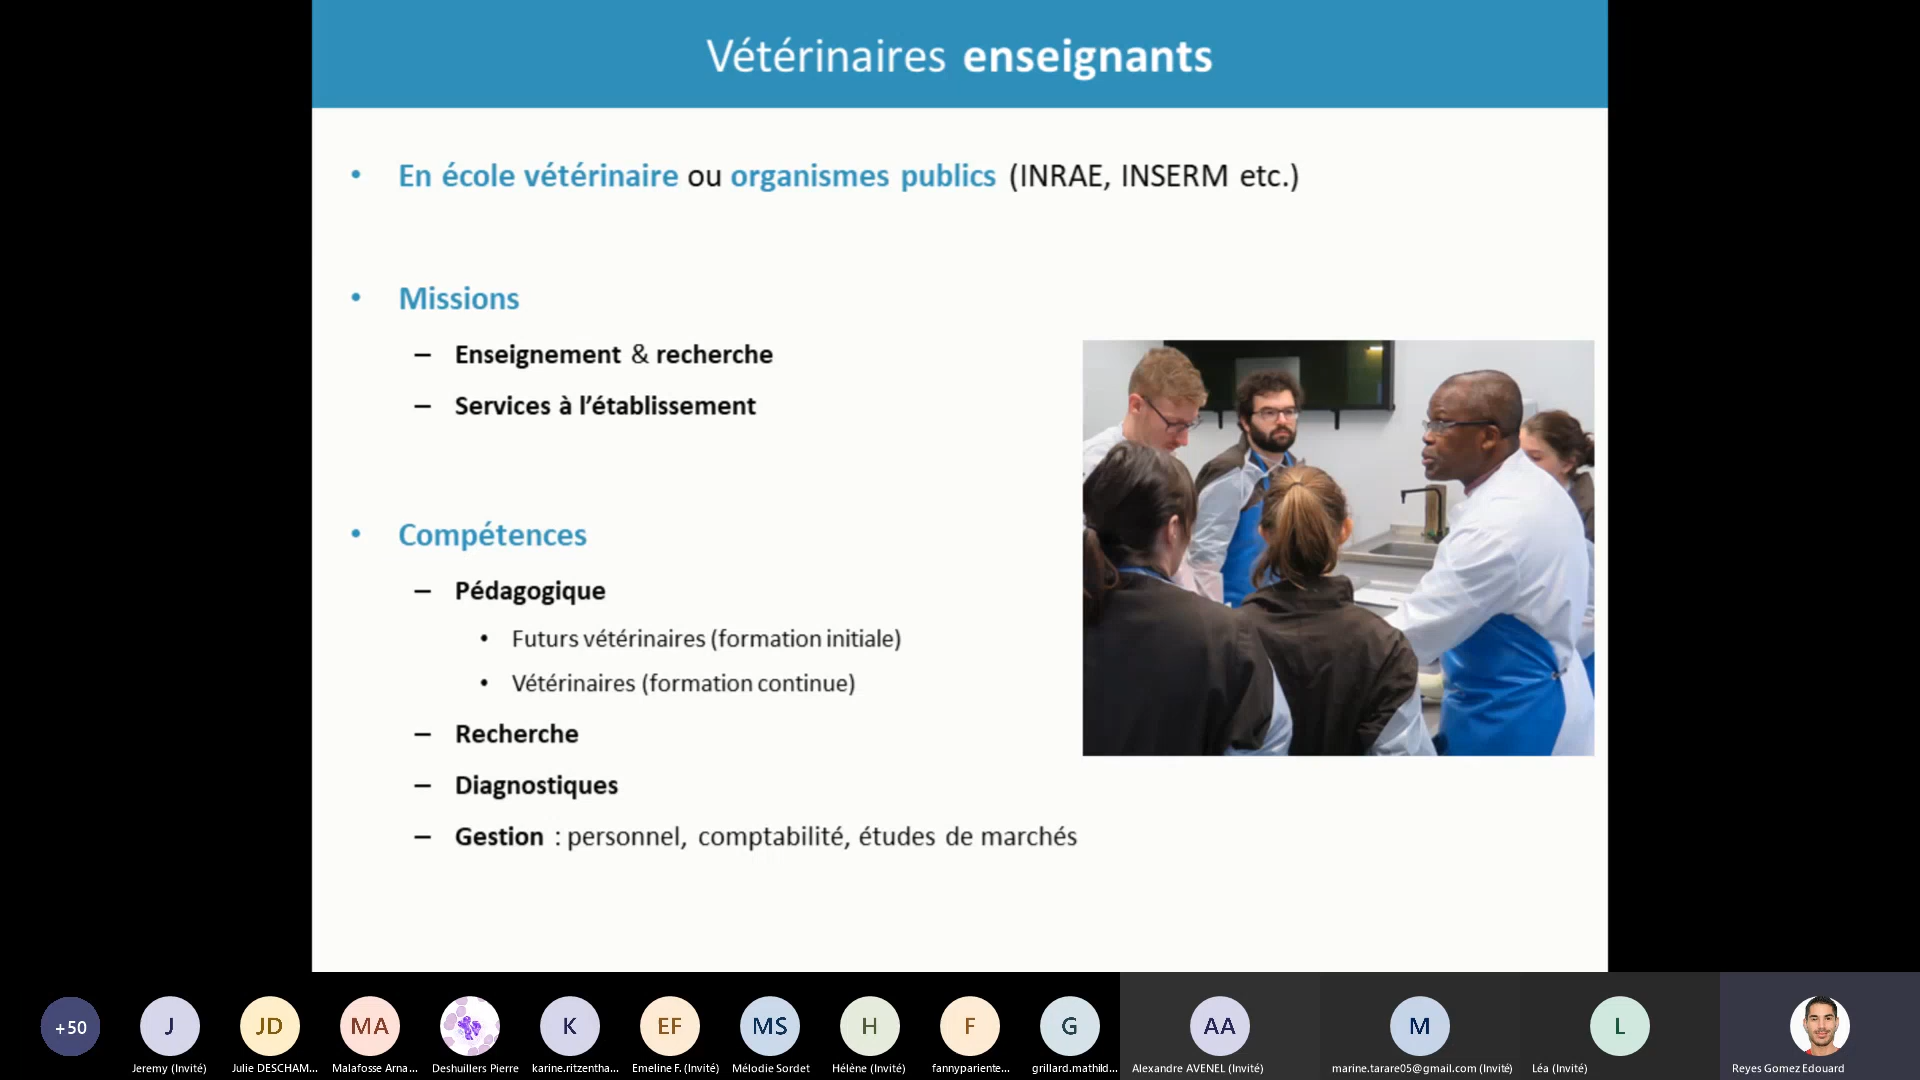 Vétérinaires enseignants
• En école vétérinaire ou organismes publics (INRAE, INSERM etc.)
• Missions
– Enseignement & recherche
– Services à l'établissement
• Compétences
– Pédagogique
• Futurs vétérinaires (formation initiale)
• Vétérinaires (formation continue)
– Recherche
– Diagnostiques
– Gestion : personnel, comptabilité, études de marchés
+50
J
JD
MA
K
EF
MS
H
F
G
AA
M
L
Jeremy (Invité)
Julie DESCHAM...
Malafosse Arna...
Deshuillers Pierre
karine.ritzentha...
Emeline F. (Invité)
Mélodie Sordet
Hélène (Invité)
fannypariente...
grillard.mathild...
Alexandre AVENEL (Invité)
marine.tarare05@gmail.com (Invité)
Léa (Invité)
Reyes Gomez Edouard